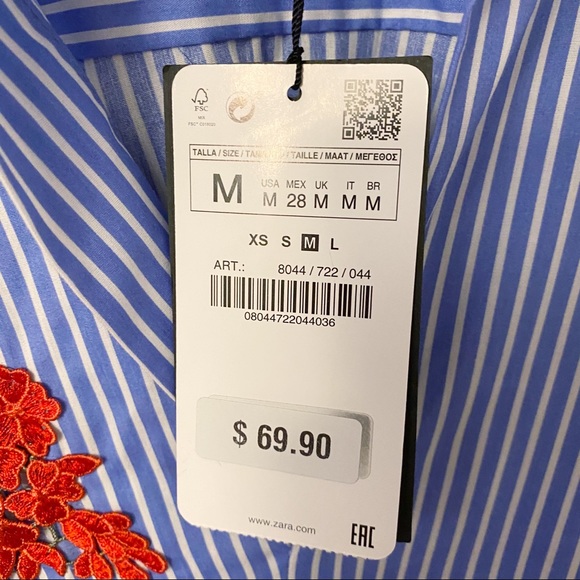 FSC
TALLA / SIZE / TAILLE / MAAT / ΜΕΓΕΘΟΣ
USA MEX UK IT BR
M M 28 M M M
XS S M L
ART.: 8044 / 722 / 044
08044722044036
$ 69.90
www.zara.com
EAC